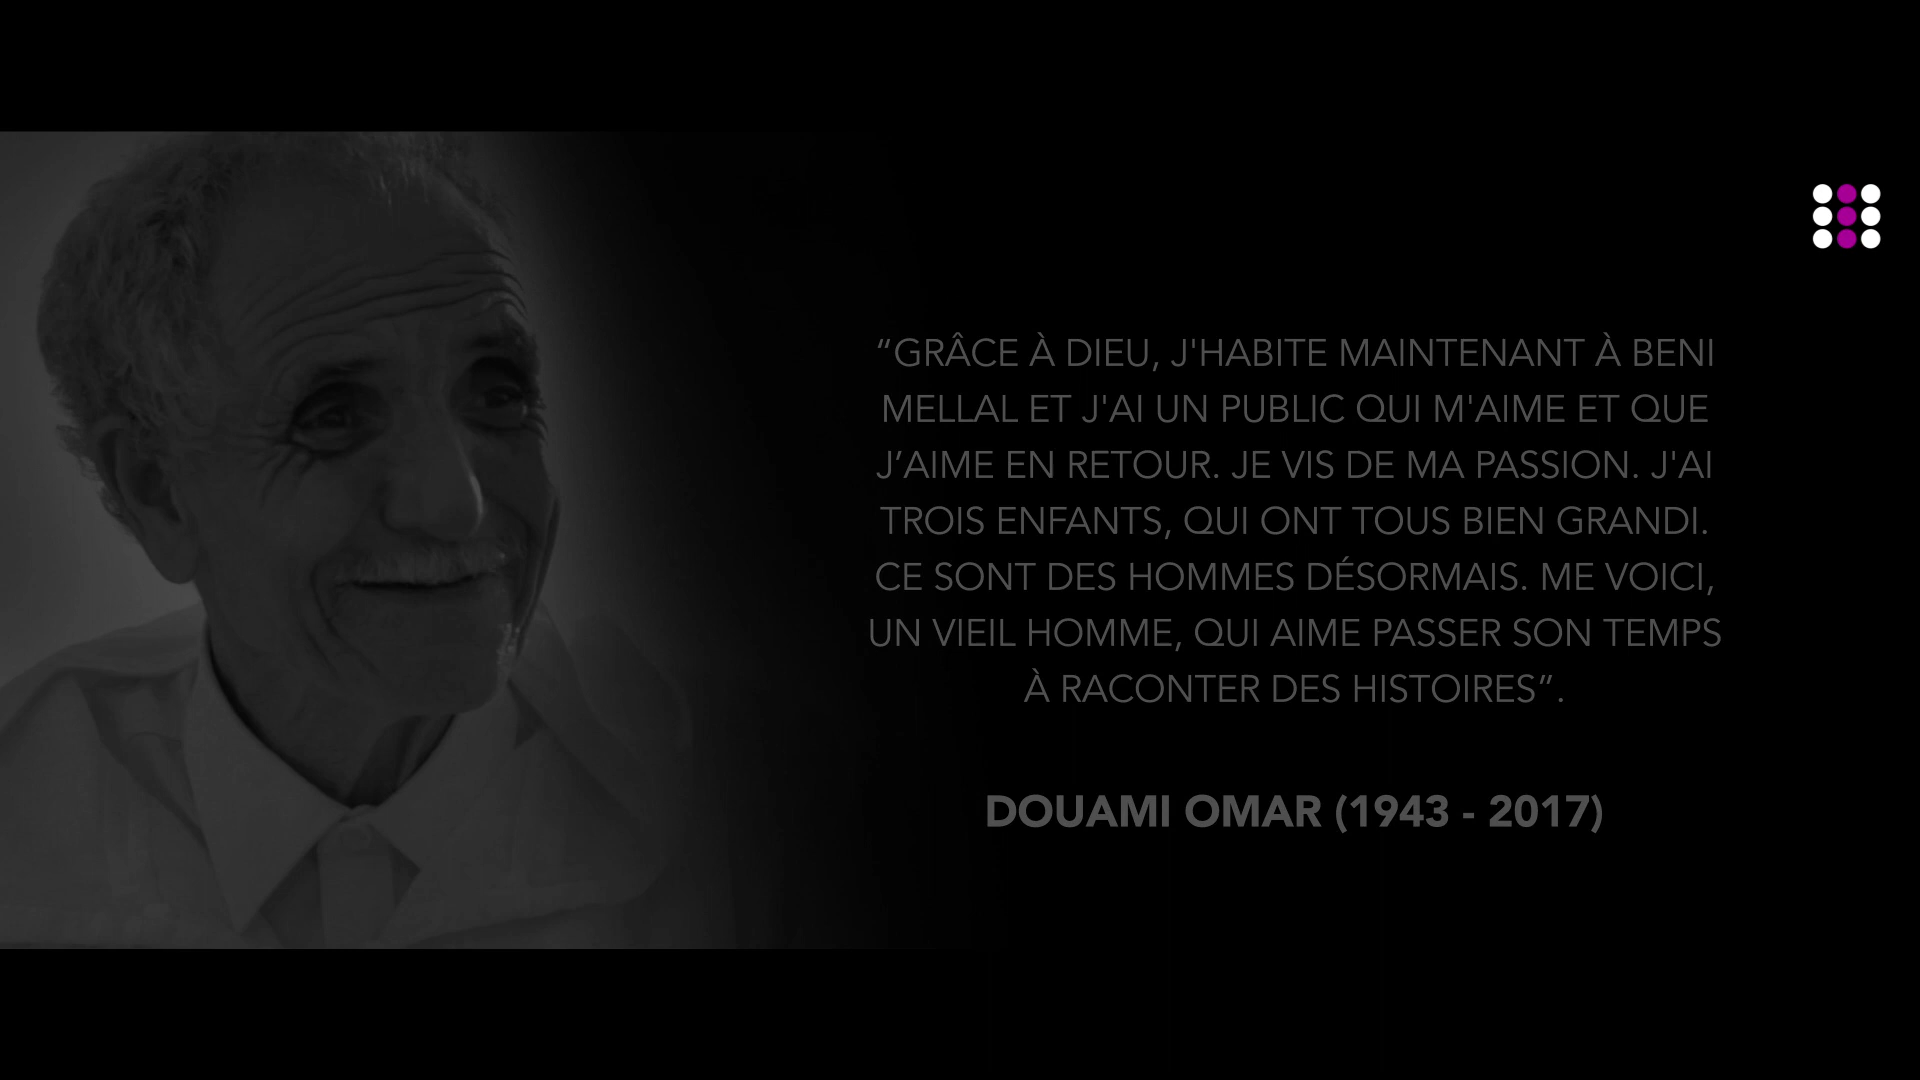 “GRÂCE À DIEU, J'HABITE MAINTENANT À BENI
MELLAL ET J'AI UN PUBLIC QUI M'AIME ET QUE
J’AIME EN RETOUR. JE VIS DE MA PASSION. J'AI
TROIS ENFANTS, QUI ONT TOUS BIEN GRANDI.
CE SONT DES HOMMES DÉSORMAIS. ME VOICI,
UN VIEIL HOMME, QUI AIME PASSER SON TEMPS
À RACONTER DES HISTOIRES”.
DOUAMI OMAR (1943 - 2017)